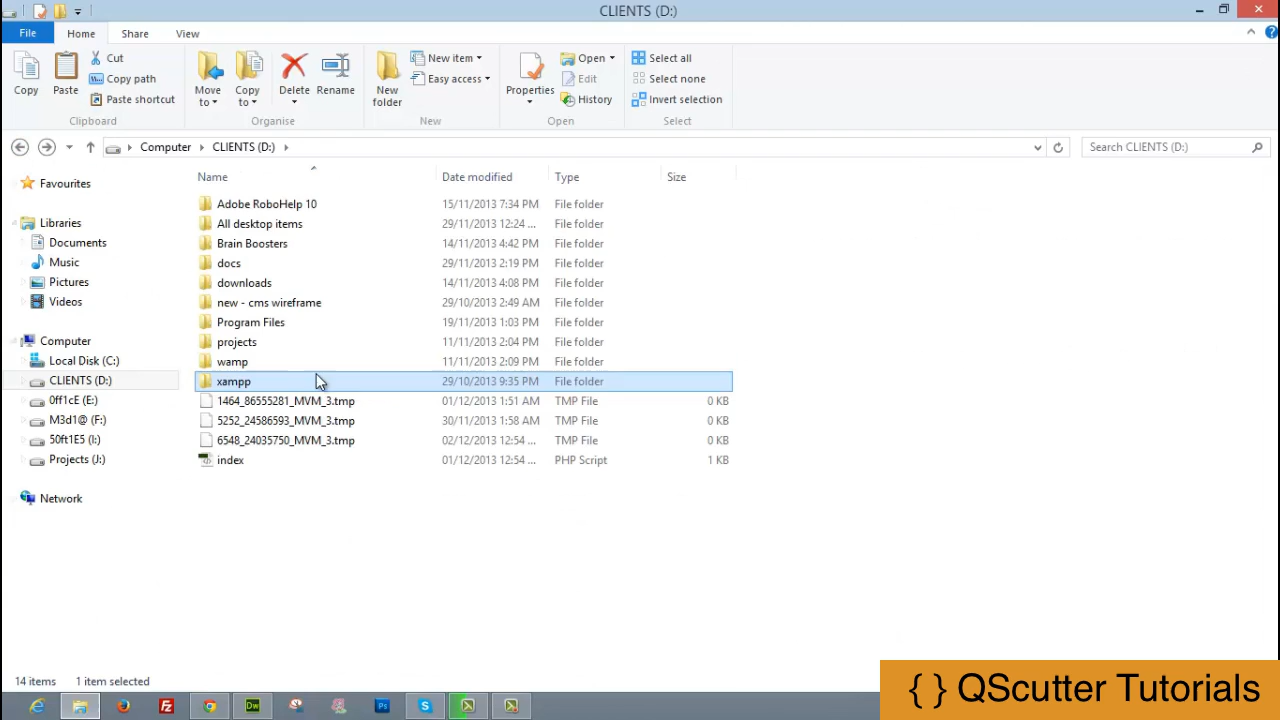 CLIENTS (D:)
File Home Share View
Copy
Paste
Cut
Copy path
Paste shortcut
Clipboard
Move to
Copy to
Delete
Rename
Organise
New folder
New item
Easy access
New
Properties
Open
Edit
History
Open
Select all
Select none
Invert selection
Select
Computer CLIENTS (D:)
Search CLIENTS (D:)
Favourites
Libraries
Documents
Music
Pictures
Videos
Computer
Local Disk (C:)
CLIENTS (D:)
0ff1cE (E:)
M3d1@ (F:)
50ft1E5 (I:)
Projects (J:)
Network
Name Date modified Type Size
Adobe RoboHelp 10 15/11/2013 7:34 PM File folder
All desktop items 29/11/2013 12:24 ... File folder
Brain Boosters 14/11/2013 4:42 PM File folder
docs 29/11/2013 2:19 PM File folder
downloads 14/11/2013 4:08 PM File folder
new - cms wireframe 29/10/2013 2:49 AM File folder
Program Files 19/11/2013 1:03 PM File folder
projects 11/11/2013 2:04 PM File folder
wamp 11/11/2013 2:09 PM File folder
xampp 29/10/2013 9:35 PM File folder
1464_86555281_MVM_3.tmp 01/12/2013 1:51 AM TMP File 0 KB
5252_24586593_MVM_3.tmp 30/11/2013 1:58 AM TMP File 0 KB
6548_24035750_MVM_3.tmp 02/12/2013 12:54 ... TMP File 0 KB
index 01/12/2013 12:54 ... PHP Script 1 KB
14 items 1 item selected
Fz
Dw
Ps
{ } QScutter Tutorials